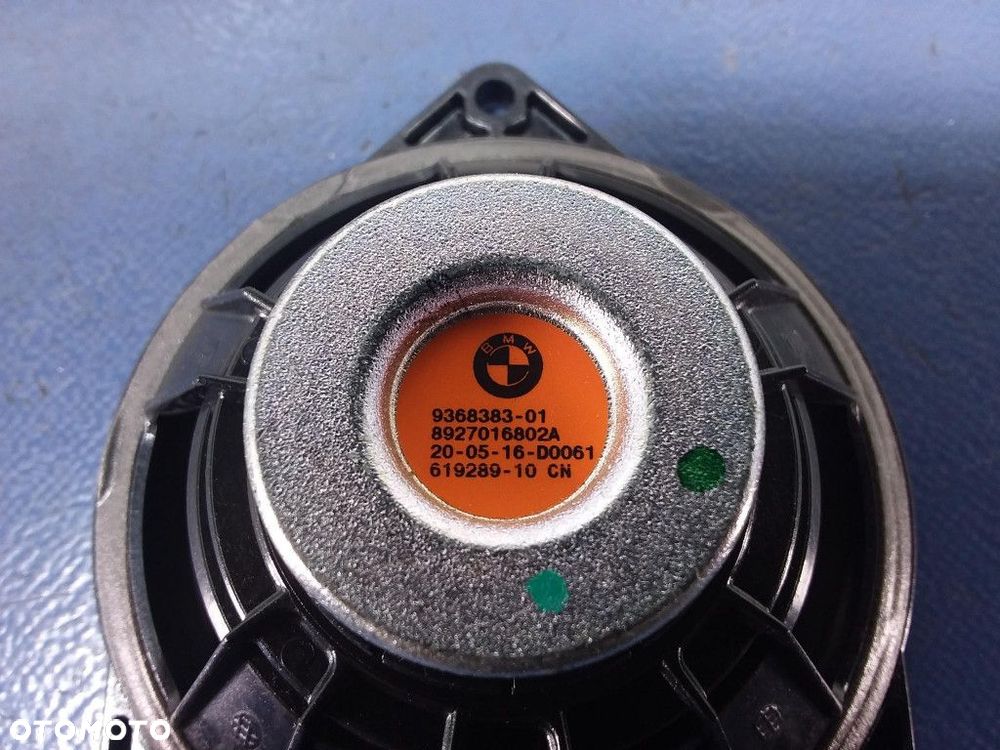 BMW
9368383-01
8927016802A
20-05-16-D0061
619289-10 CN
OTOMOTO